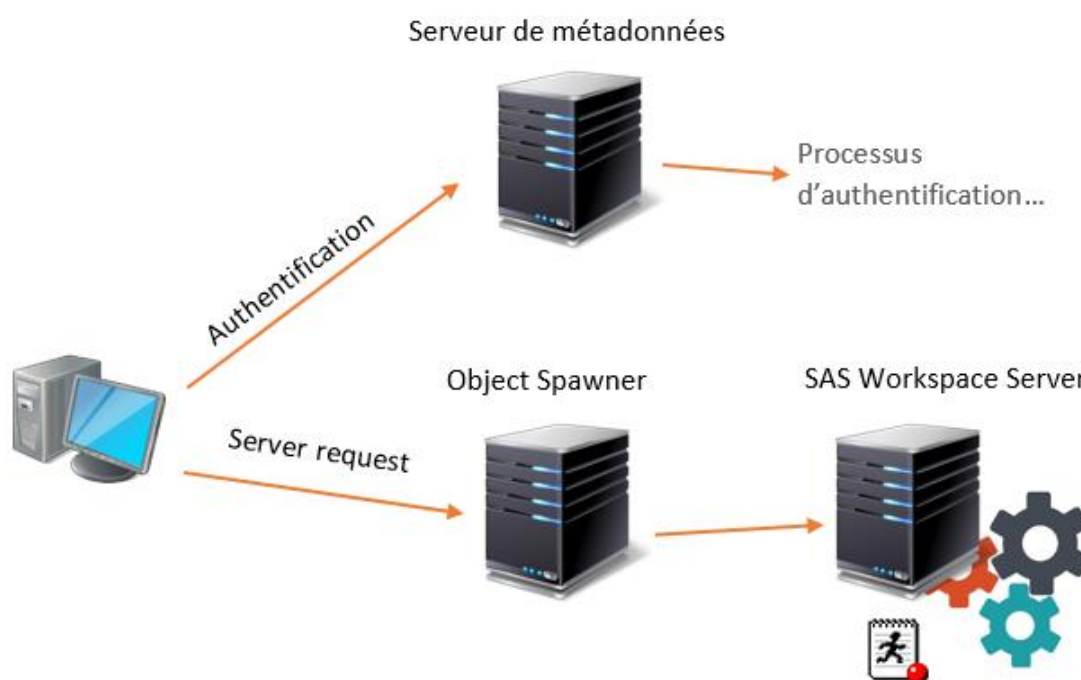 Serveur de métadonnées
Processus
d’authentification…
Authentification
Object Spawner
SAS Workspace Server
Server request